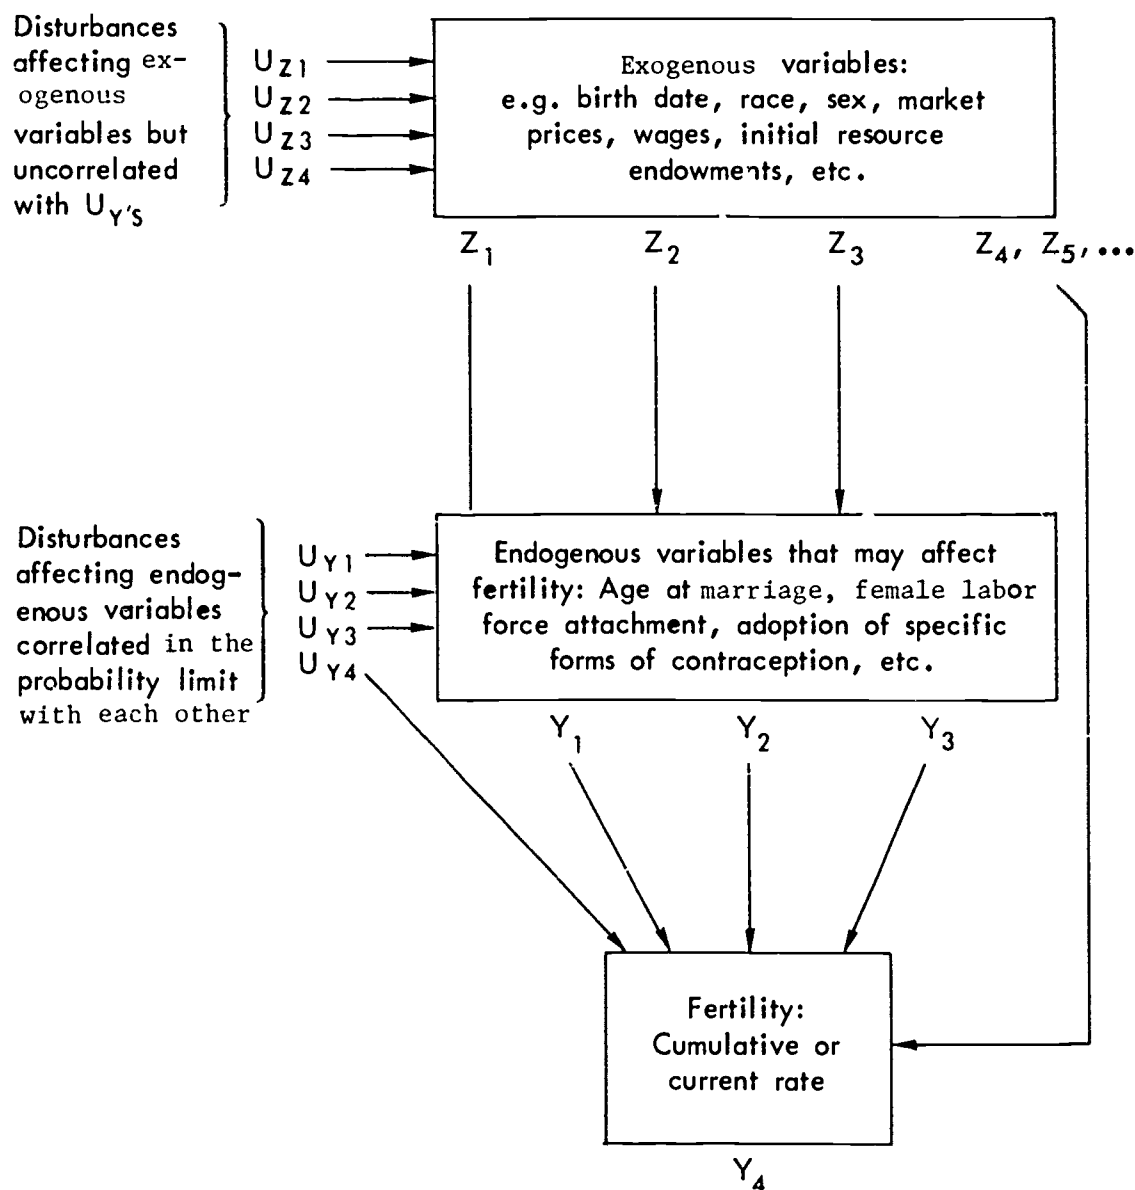 Disturbances
affecting ex-
ogenous
variables but
uncorrelated
with U_Y'S
U_Z1
U_Z2
U_Z3
U_Z4
Exogenous variables:
e.g. birth date, race, sex, market
prices, wages, initial resource
endowments, etc.
Z_1 Z_2 Z_3 Z_4, Z_5, ...
Disturbances
affecting endog-
enous variables
correlated in the
probability limit
with each other
U_Y1
U_Y2
U_Y3
U_Y4
Endogenous variables that may affect
fertility: Age at marriage, female labor
force attachment, adoption of specific
forms of contraception, etc.
Y_1 Y_2 Y_3
Fertility:
Cumulative or
current rate
Y_4